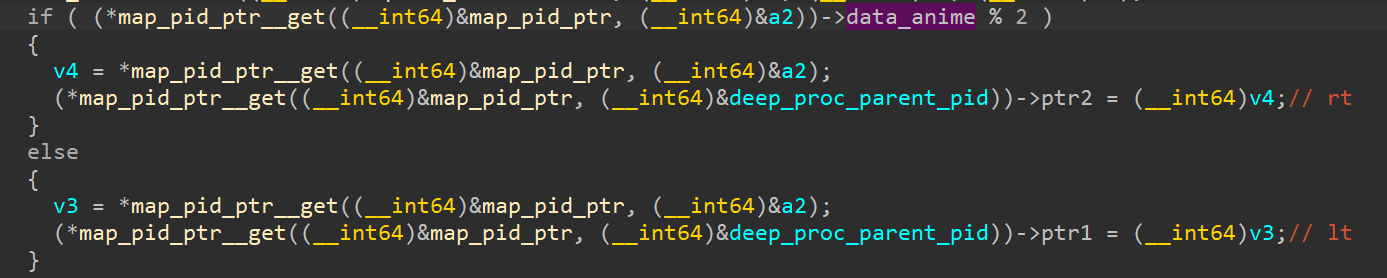 if ( (*map_pid_ptr__get((__int64)&map_pid_ptr, (__int64)&a2))->data_anime % 2 )
{
v4 = *map_pid_ptr__get((__int64)&map_pid_ptr, (__int64)&a2);
(*map_pid_ptr__get((__int64)&map_pid_ptr, (__int64)&deep_proc_parent_pid))->ptr2 = (__int64)v4;// rt
}
else
{
v3 = *map_pid_ptr__get((__int64)&map_pid_ptr, (__int64)&a2);
(*map_pid_ptr__get((__int64)&map_pid_ptr, (__int64)&deep_proc_parent_pid))->ptr1 = (__int64)v3;// lt
}